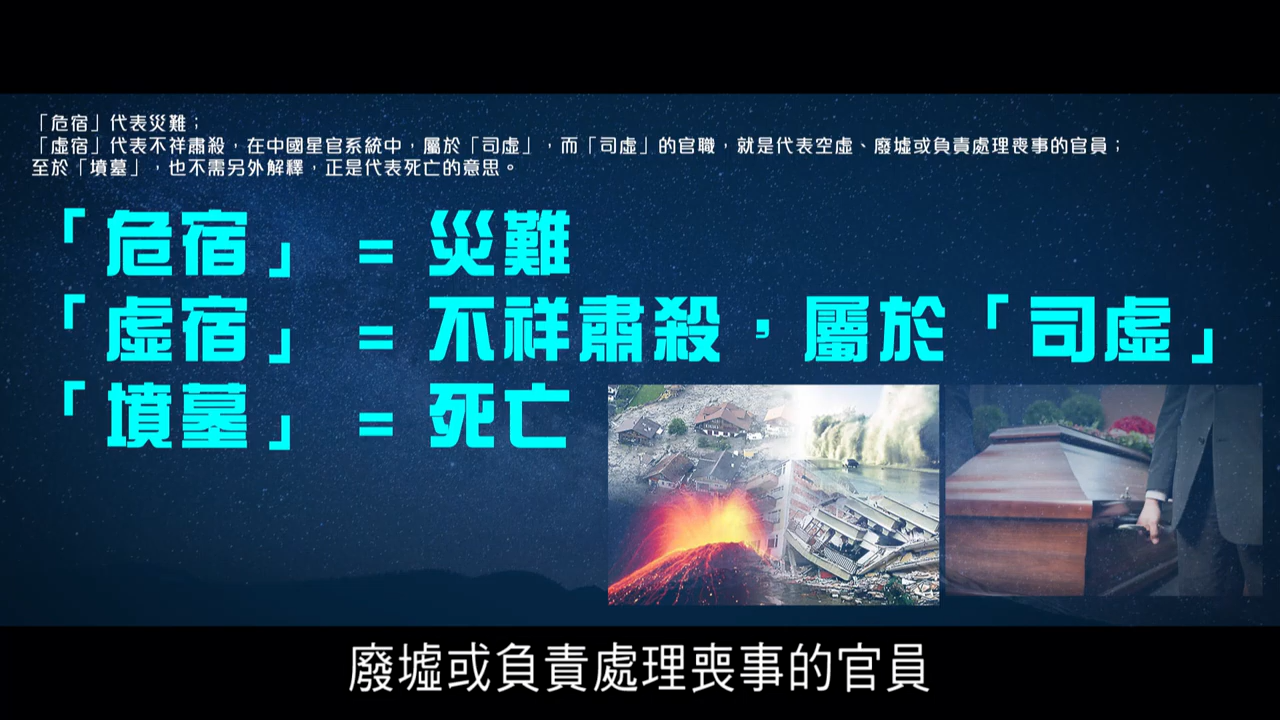 「危宿」代表災難；
「虛宿」代表不祥肅殺，在中國星官系統中，屬於「司虛」，而「司虛」的官職，就是代表空虛、廢墟或負責處理喪事的官員；
至於「墳墓」，也不需另外解釋，正是代表死亡的意思。
「危宿」 = 災難
「虛宿」 = 不祥肅殺，屬於「司虛」
「墳墓」 = 死亡
廢墟或負責處理喪事的官員